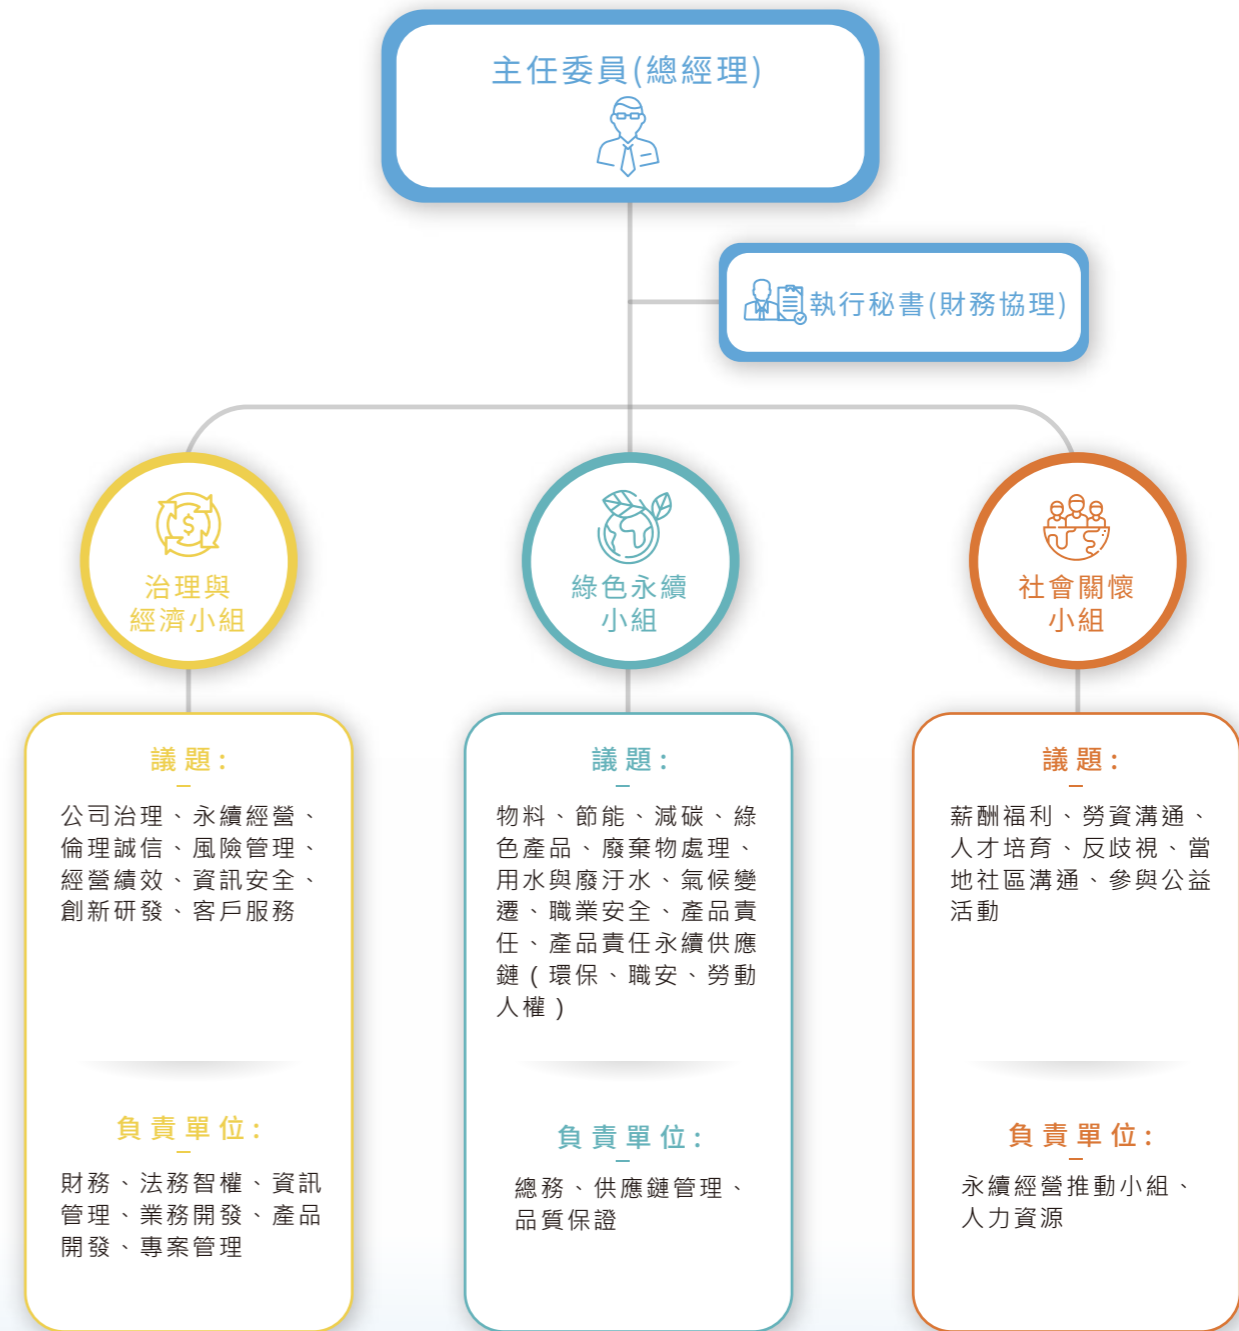 主任委員(總經理)
執行秘書(財務協理)
治理與
經濟小組
議題:
公司治理、永續經營、
倫理誠信、風險管理、
經營績效、資訊安全、
創新研發、客戶服務
負責單位:
財務、法務智權、資訊
管理、業務開發、產品
開發、專案管理
綠色永續
小組
議題:
物料、節能、減碳、綠
色產品、廢棄物處理、
用水與廢汙水、氣候變
遷、職業安全、產品責
任、產品責任永續供應
鏈(環保、職安、勞動
人權)
負責單位:
總務、供應鏈管理、
品質保證
社會關懷
小組
議題:
薪酬福利、勞資溝通、
人才培育、反歧視、當
地社區溝通、參與公益
活動
負責單位:
永續經營推動小組、
人力資源